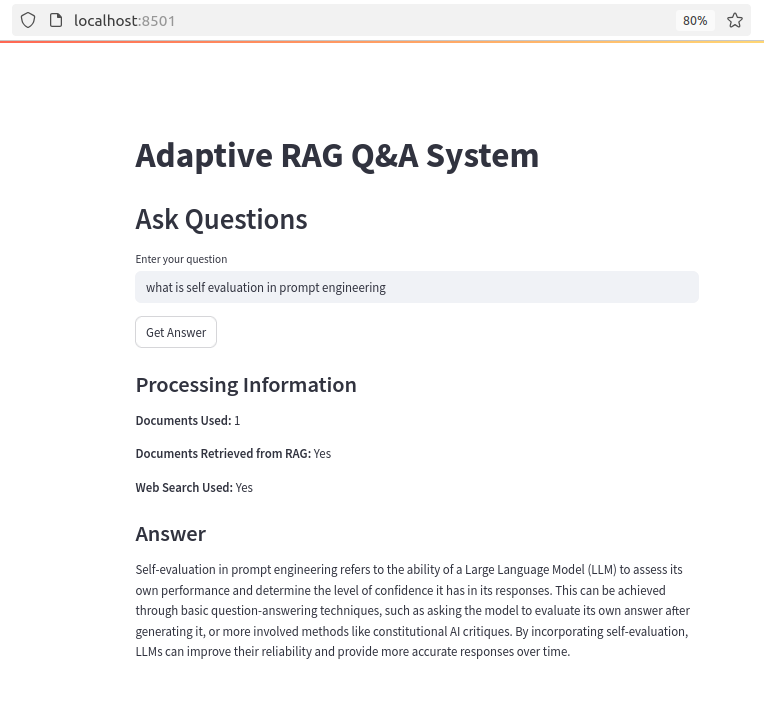 localhost:8501
80%
Adaptive RAG Q&A System
Ask Questions
Enter your question
what is self evaluation in prompt engineering
Get Answer
Processing Information
Documents Used: 1
Documents Retrieved from RAG: Yes
Web Search Used: Yes
Answer
Self-evaluation in prompt engineering refers to the ability of a Large Language Model (LLM) to assess its
own performance and determine the level of confidence it has in its responses. This can be achieved
through basic question-answering techniques, such as asking the model to evaluate its own answer after
generating it, or more involved methods like constitutional AI critiques. By incorporating self-evaluation,
LLMs can improve their reliability and provide more accurate responses over time.